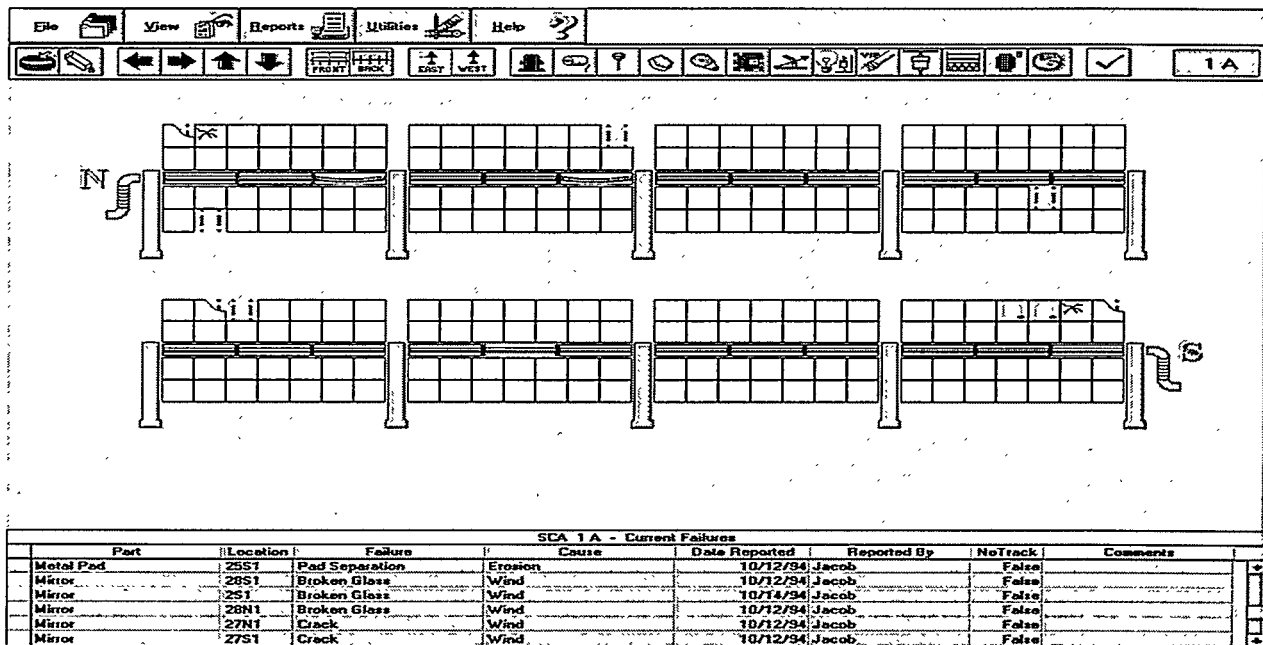 File View Reports Utilities Help
FRONT BACK EAST WEST 1 A
N
S
SCA 1 A - Current Failures
Part Location Failure Cause Date Reported Reported By NoTrack Comments
Metal Pad 25S1 Pad Separation Erosion 10/12/94 Jacob False
Mirror 28S1 Broken Glass Wind 10/12/94 Jacob False
Mirror 2S1 Broken Glass Wind 10/14/94 Jacob False
Mirror 28N1 Broken Glass Wind 10/12/94 Jacob False
Mirror 27N1 Crack Wind 10/12/94 Jacob False
Mirror 27S1 Crack Wind 10/12/94 Jacob False